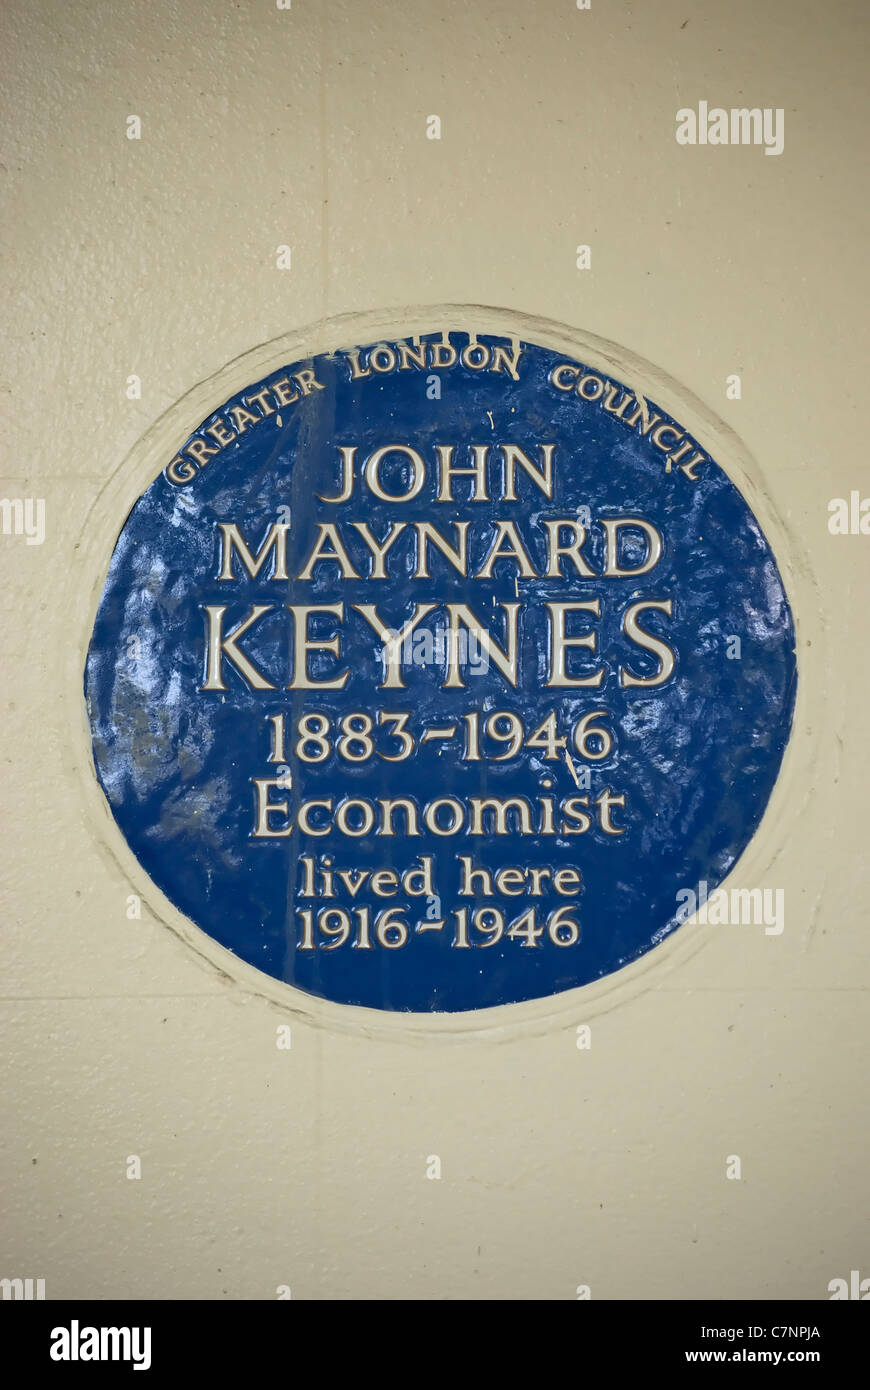 GREATER LONDON COUNCIL
JOHN
MAYNARD
KEYNES
1883-1946
Economist
lived here
1916-1946
alamy
a
alamy
Image ID: C7NPJA
www.alamy.com